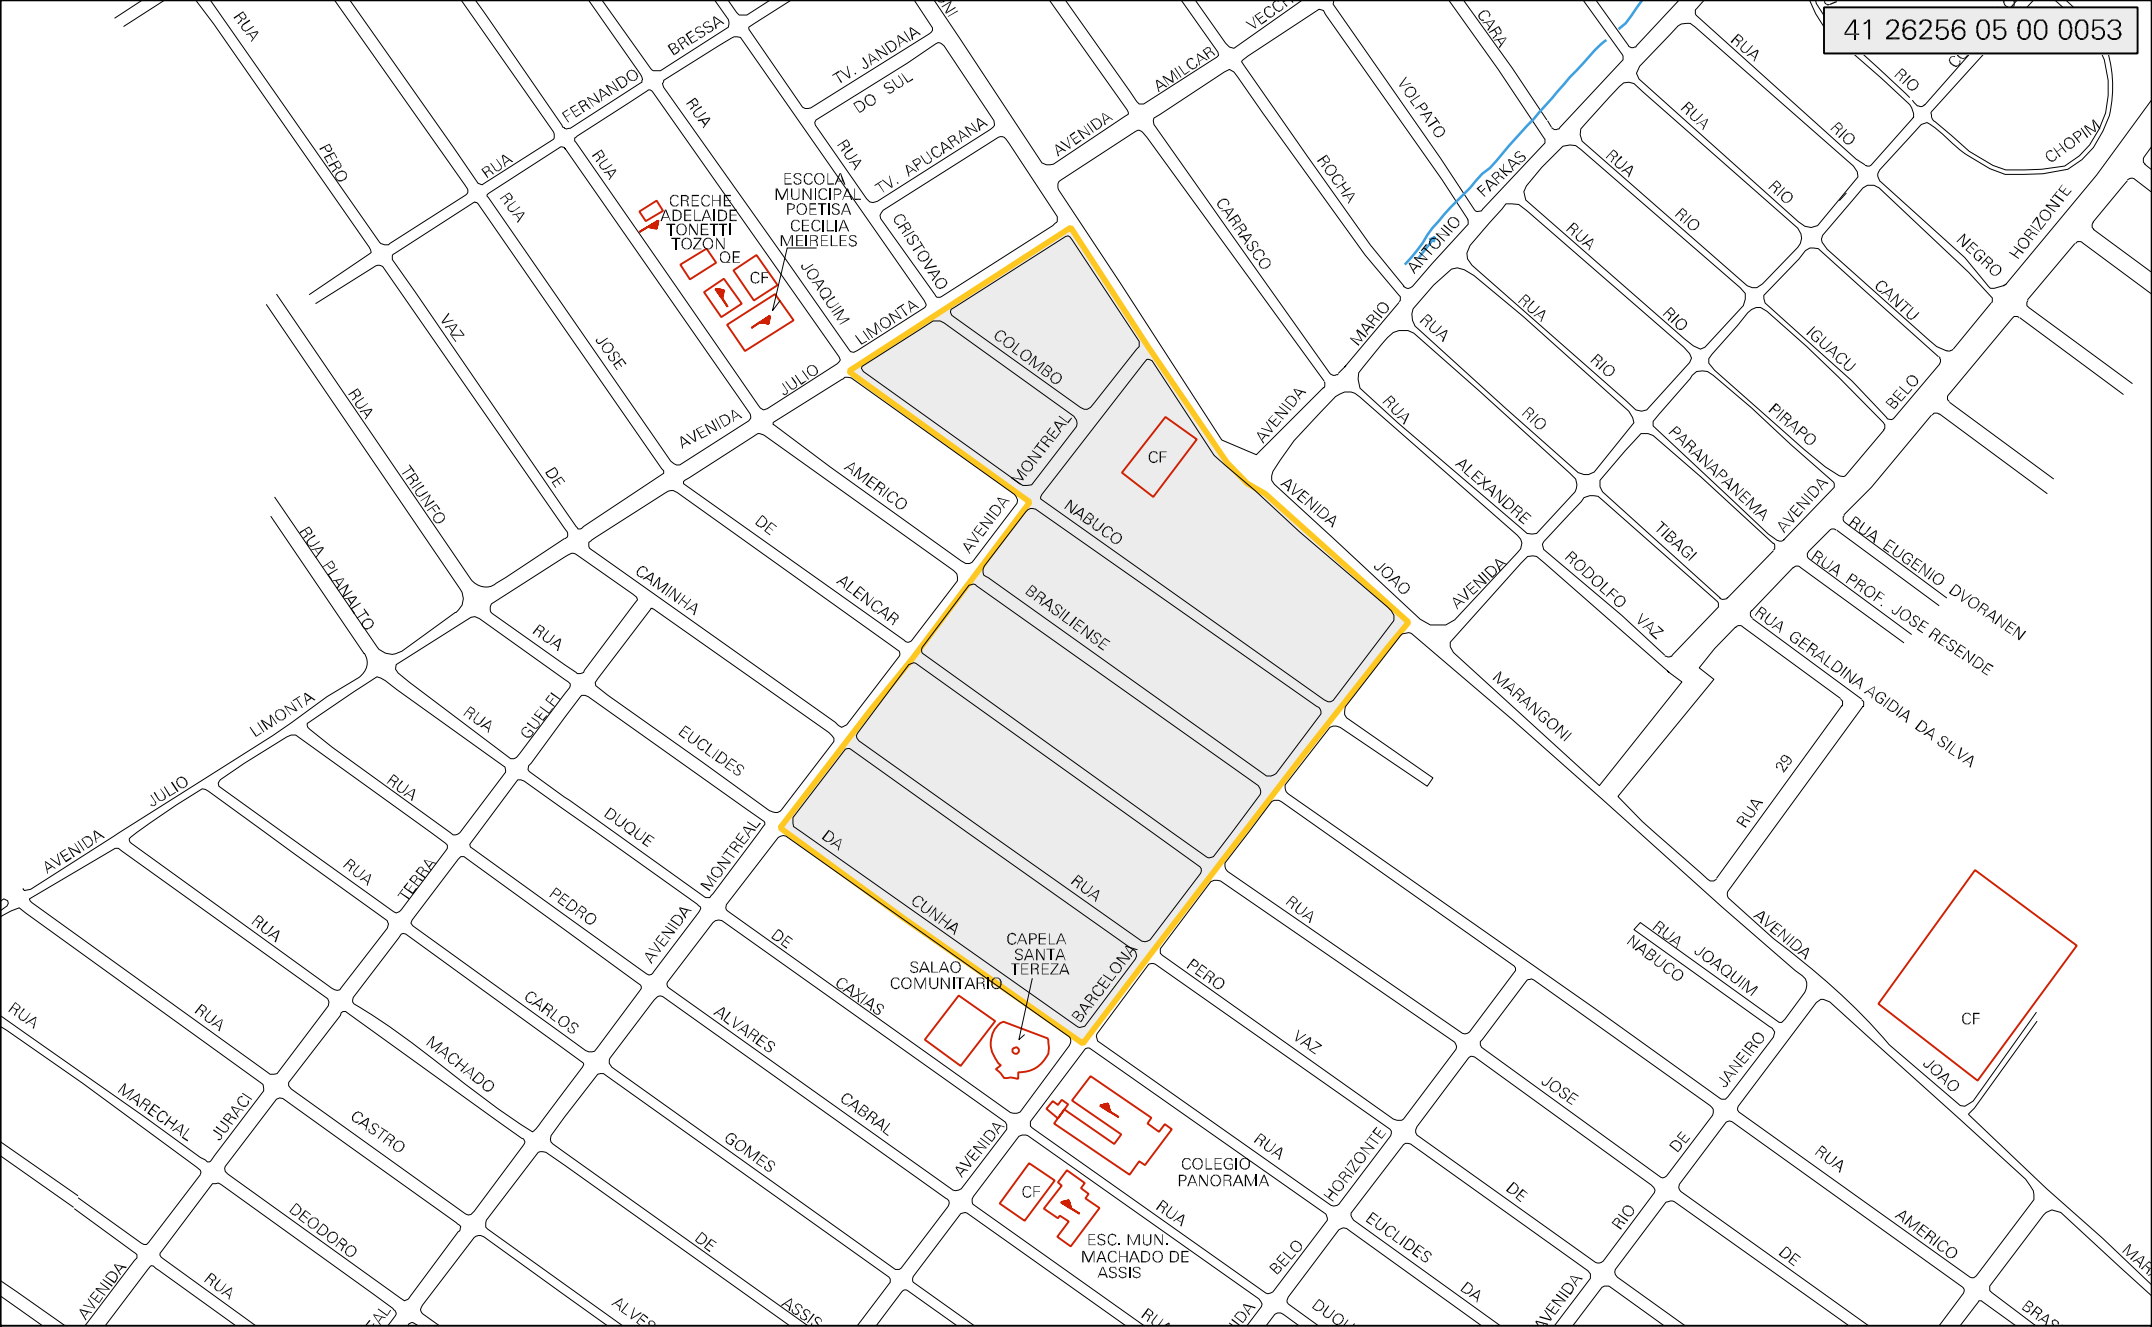 41 26256 05 00 0053
RUA
BRESSA
TV. JANDAIA
VECCHI
CARA
RUA
RIO
FERNANDO
RUA
DO SUL
AMILCAR
VOLPATO
RUA
RIO
CHOPIM
PERO
RUA
RUA
RUA
TV. APUCARANA
AVENIDA
ROCHA
FARKAS
RUA
RIO
RUA
ESCOLA
MUNICIPAL
POETISA
CECILIA
MEIRELES
CRECHE
ADELAIDE
TONETTI
TOZON
QE
CF
CRISTOVAO
CARRASCO
ANTONIO
RUA
RIO
NEGRO
HORIZONTE
VAZ
JOSE
JOAQUIM
LIMONTA
MARIO
RUA
RUA
RIO
CANTU
IGUACU
RUA
JULIO
COLOMBO
RIO
BELO
TRIUNFO
DE
AVENIDA
AMERICO
MONTREAL
CF
AVENIDA
RUA
RIO
PIRAPO
PARANAPANEMA
AVENIDA
RUA PLANALTO
DE
AVENIDA
NABUCO
AVENIDA
ALEXANDRE
TIBAGI
RUA EUGENIO DVORANEN
RUA PROF. JOSE RESENDE
CAMINHA
ALENCAR
BRASILIENSE
JOAO
AVENIDA
RODOLFO VAZ
RUA GERALDINA AGIDIA DA SILVA
RUA
RUA
GUELFI
EUCLIDES
MARANGONI
LIMONTA
JULIO
AVENIDA
RUA
DUQUE
MONTREAL
DA
29
RUA
RUA
TERRA
PEDRO
AVENIDA
CUNHA
RUA
RUA
AVENIDA
RUA
DE
CAPELA
SANTA
TEREZA
SALAO
COMUNITARIO
BARCELONA
PERO
RUA JOAQUIM
NABUCO
RUA
RUA
CARLOS
CAXIAS
ALVARES
VAZ
JANEIRO
CF
JOAO
MARECHAL
JURACI
MACHADO
CASTRO
CABRAL
GOMES
AVENIDA
RUA
HORIZONTE
JOSE
DE
RUA
COLEGIO
PANORAMA
CF
RUA
DE
RIO
AMERICO
DEODORO
DE
ESC. MUN.
MACHADO DE
ASSIS
BELO
EUCLIDES
DA
DE
AVENIDA
RUA
ALVES
ASSIS
RUA
DUQU
AVENIDA
BRAS
MAR